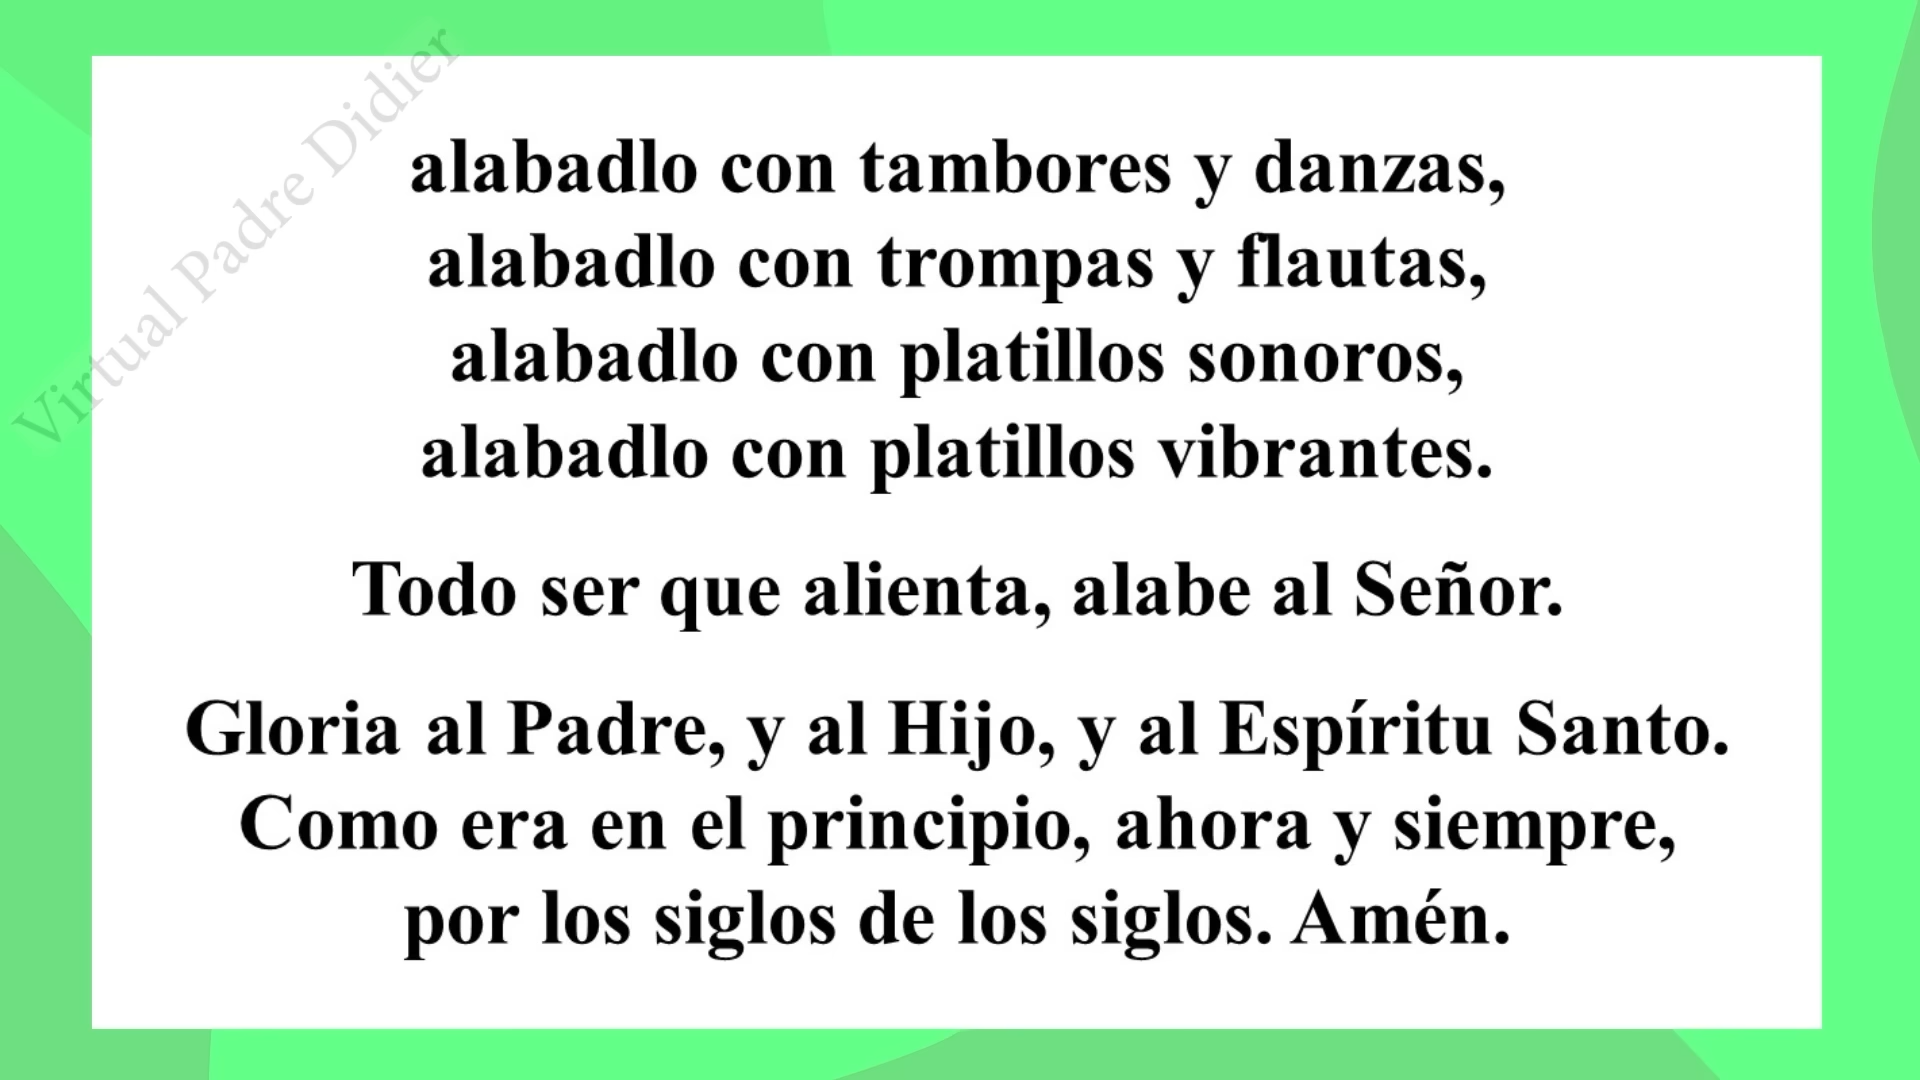 Virtual Padre Didier
alabadlo con tambores y danzas,
alabadlo con trompas y flautas,
alabadlo con platillos sonoros,
alabadlo con platillos vibrantes.
Todo ser que alienta, alabe al Señor.
Gloria al Padre, y al Hijo, y al Espíritu Santo.
Como era en el principio, ahora y siempre,
por los siglos de los siglos. Amén.